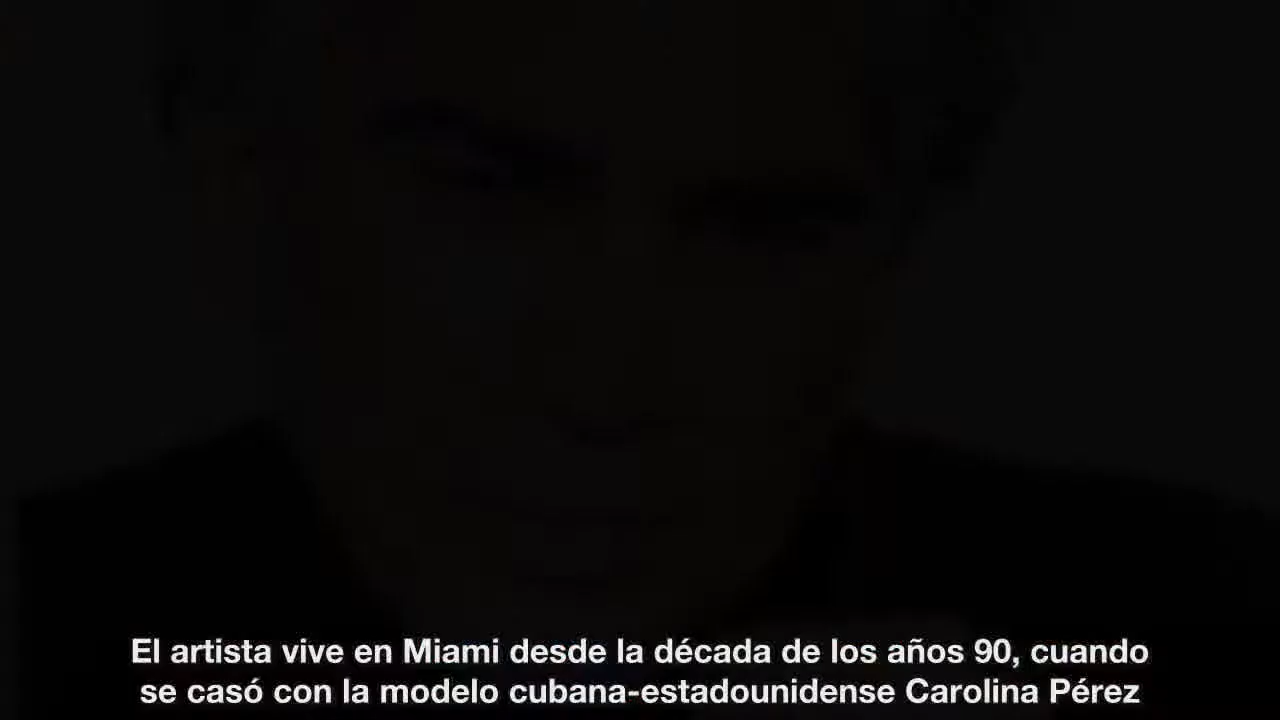 El artista vive en Miami desde la década de los años 90, cuando
se casó con la modelo cubana-estadounidense Carolina Pérez